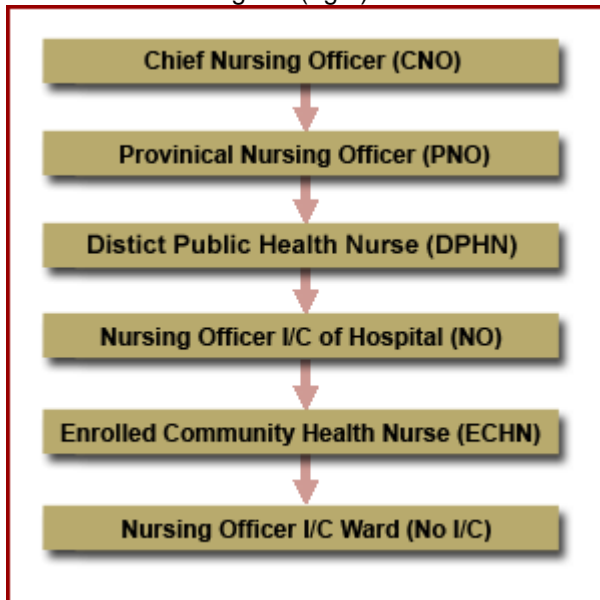 Chief Nursing Officer (CNO)
Provinical Nursing Officer (PNO)
Distict Public Health Nurse (DPHN)
Nursing Officer I/C of Hospital (NO)
Enrolled Community Health Nurse (ECHN)
Nursing Officer I/C Ward (No I/C)